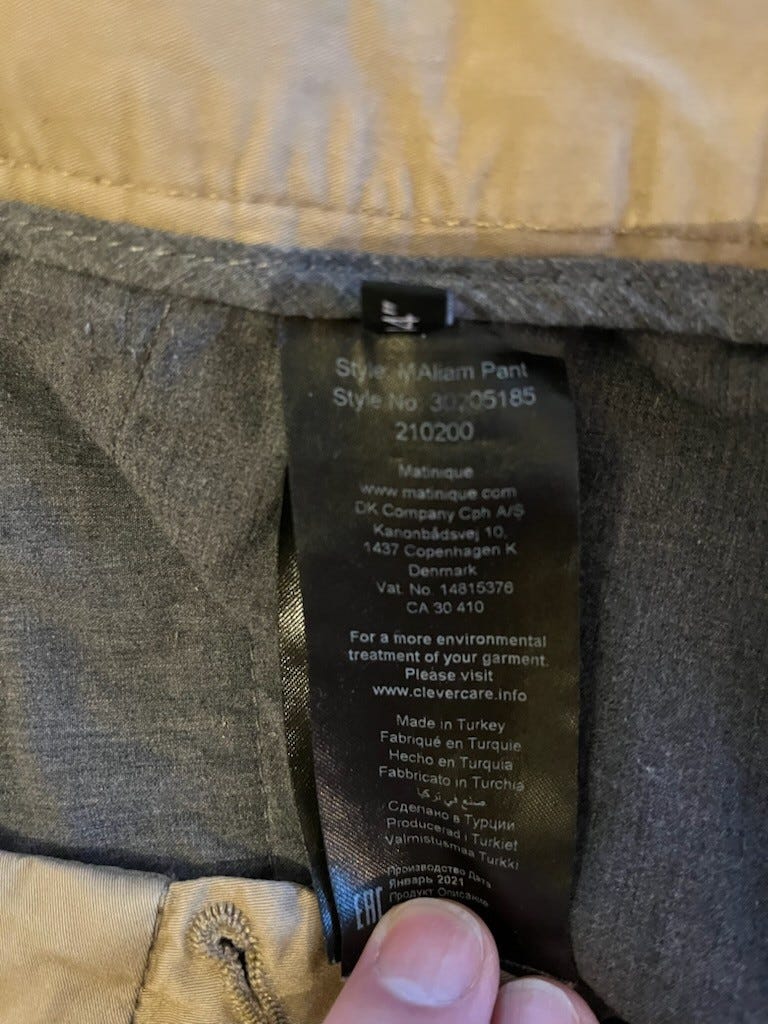 4"
Style: MAliam Pant
Style No: 30205185
210200
Matinique
www.matinique.com
DK Company Cph A/S
Kanonbådsvej 10,
1437 Copenhagen K
Denmark
Vat. No. 14815376
CA 30 410
For a more environmental
treatment of your garment.
Please visit
www.clevercare.info
Made in Turkey
Fabriqué en Turquie
Hecho en Turquia
Fabbricato in Turchia
صنع في تركيا
Сделано в Турции
Producerad i Turkiet
Valmistusmaa Turkki
Производство Дата
Январь 2021
Продукт Описание
EAC